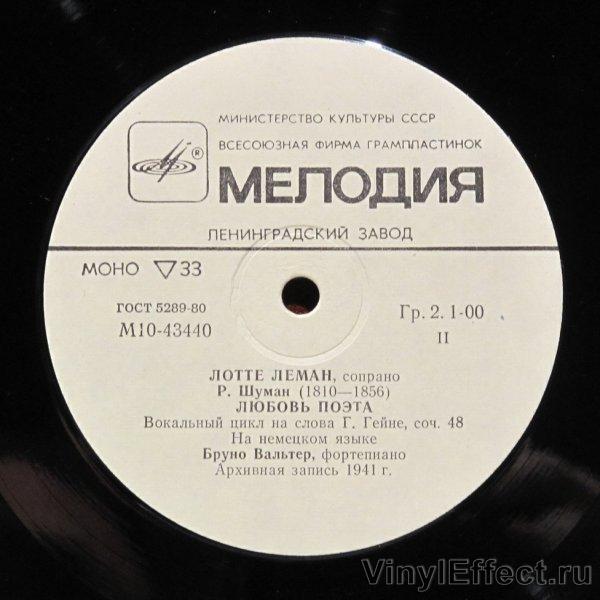 МИНИСТЕРСТВО КУЛЬТУРЫ СССР
ВСЕСОЮЗНАЯ ФИРМА ГРАМПЛАСТИНОК
®
МЕЛОДИЯ
ЛЕНИНГРАДСКИЙ ЗАВОД
МОНО ▽33
ГОСТ 5289-80
М10-43440
Гр. 2. 1-00
II
ЛОТТЕ ЛЕМАН, сопрано
Р. Шуман (1810—1856)
ЛЮБОВЬ ПОЭТА
Вокальный цикл на слова Г. Гейне, соч. 48
На немецком языке
Бруно Вальтер, фортепиано
Архивная запись 1941 г.
VinylEffect.ru